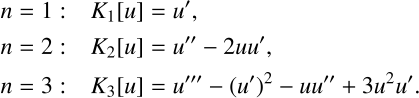 n = 1 :   K₁[u] = u′,
n = 2 :   K₂[u] = u″ − 2uu′,
n = 3 :   K₃[u] = u‴ − (u′)² − uu″ + 3u²u′.